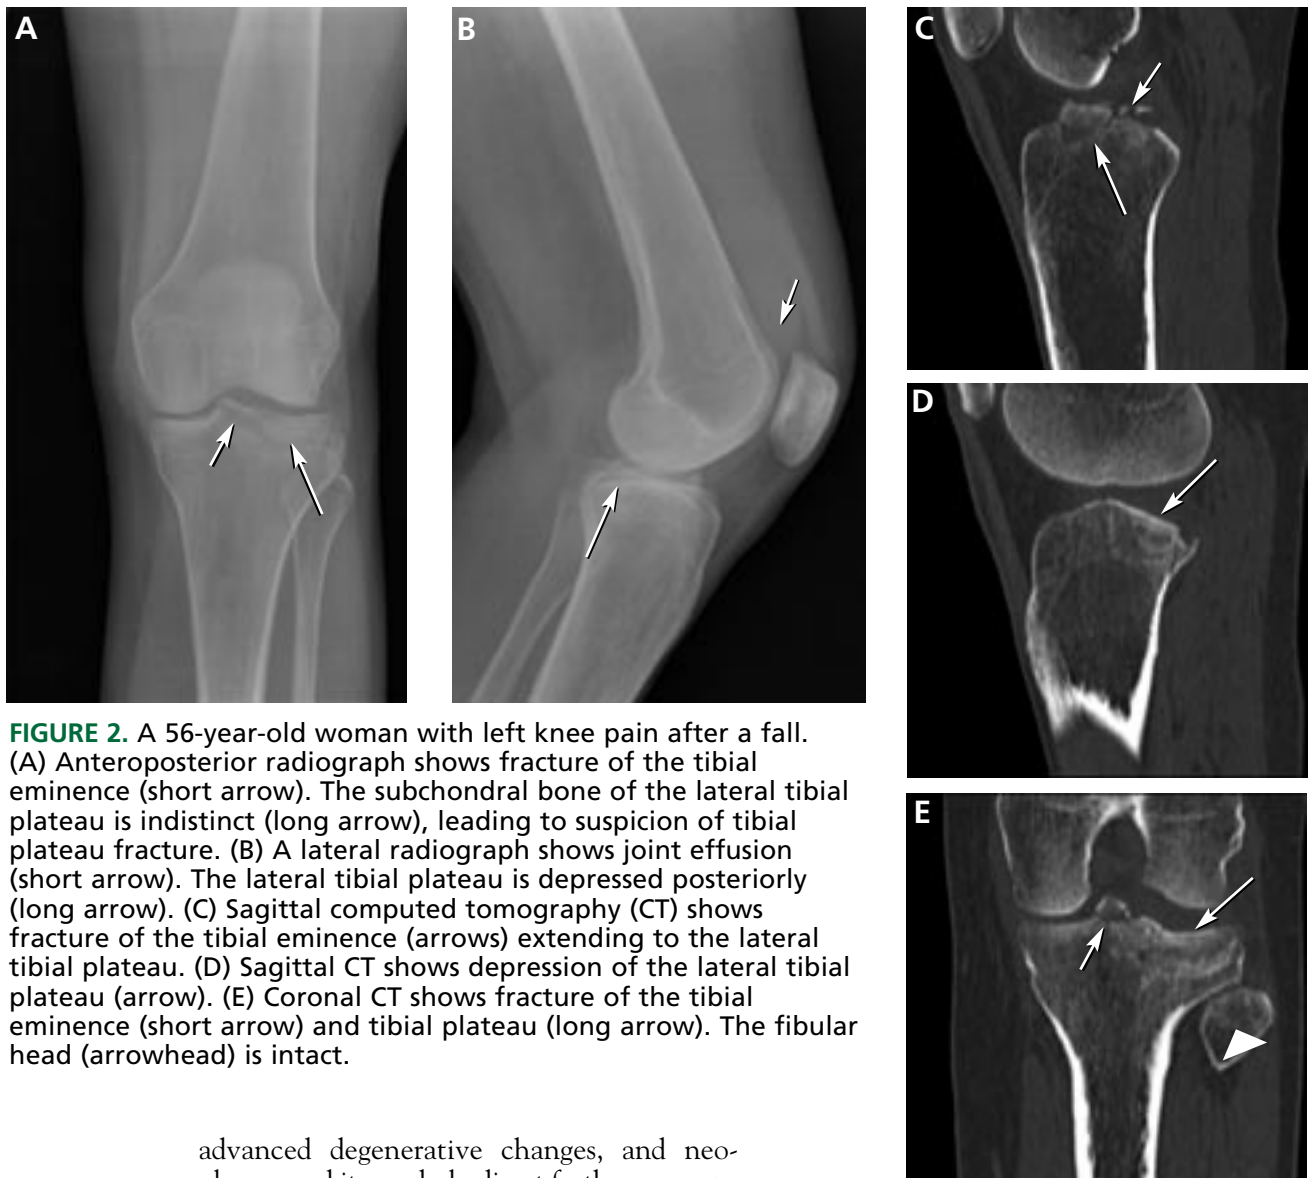 A
B
C
D
E
FIGURE 2. A 56-year-old woman with left knee pain after a fall.
(A) Anteroposterior radiograph shows fracture of the tibial
eminence (short arrow). The subchondral bone of the lateral tibial
plateau is indistinct (long arrow), leading to suspicion of tibial
plateau fracture. (B) A lateral radiograph shows joint effusion
(short arrow). The lateral tibial plateau is depressed posteriorly
(long arrow). (C) Sagittal computed tomography (CT) shows
fracture of the tibial eminence (arrows) extending to the lateral
tibial plateau. (D) Sagittal CT shows depression of the lateral tibial
plateau (arrow). (E) Coronal CT shows fracture of the tibial
eminence (short arrow) and tibial plateau (long arrow). The fibular
head (arrowhead) is intact.
advanced degenerative changes, and neo-